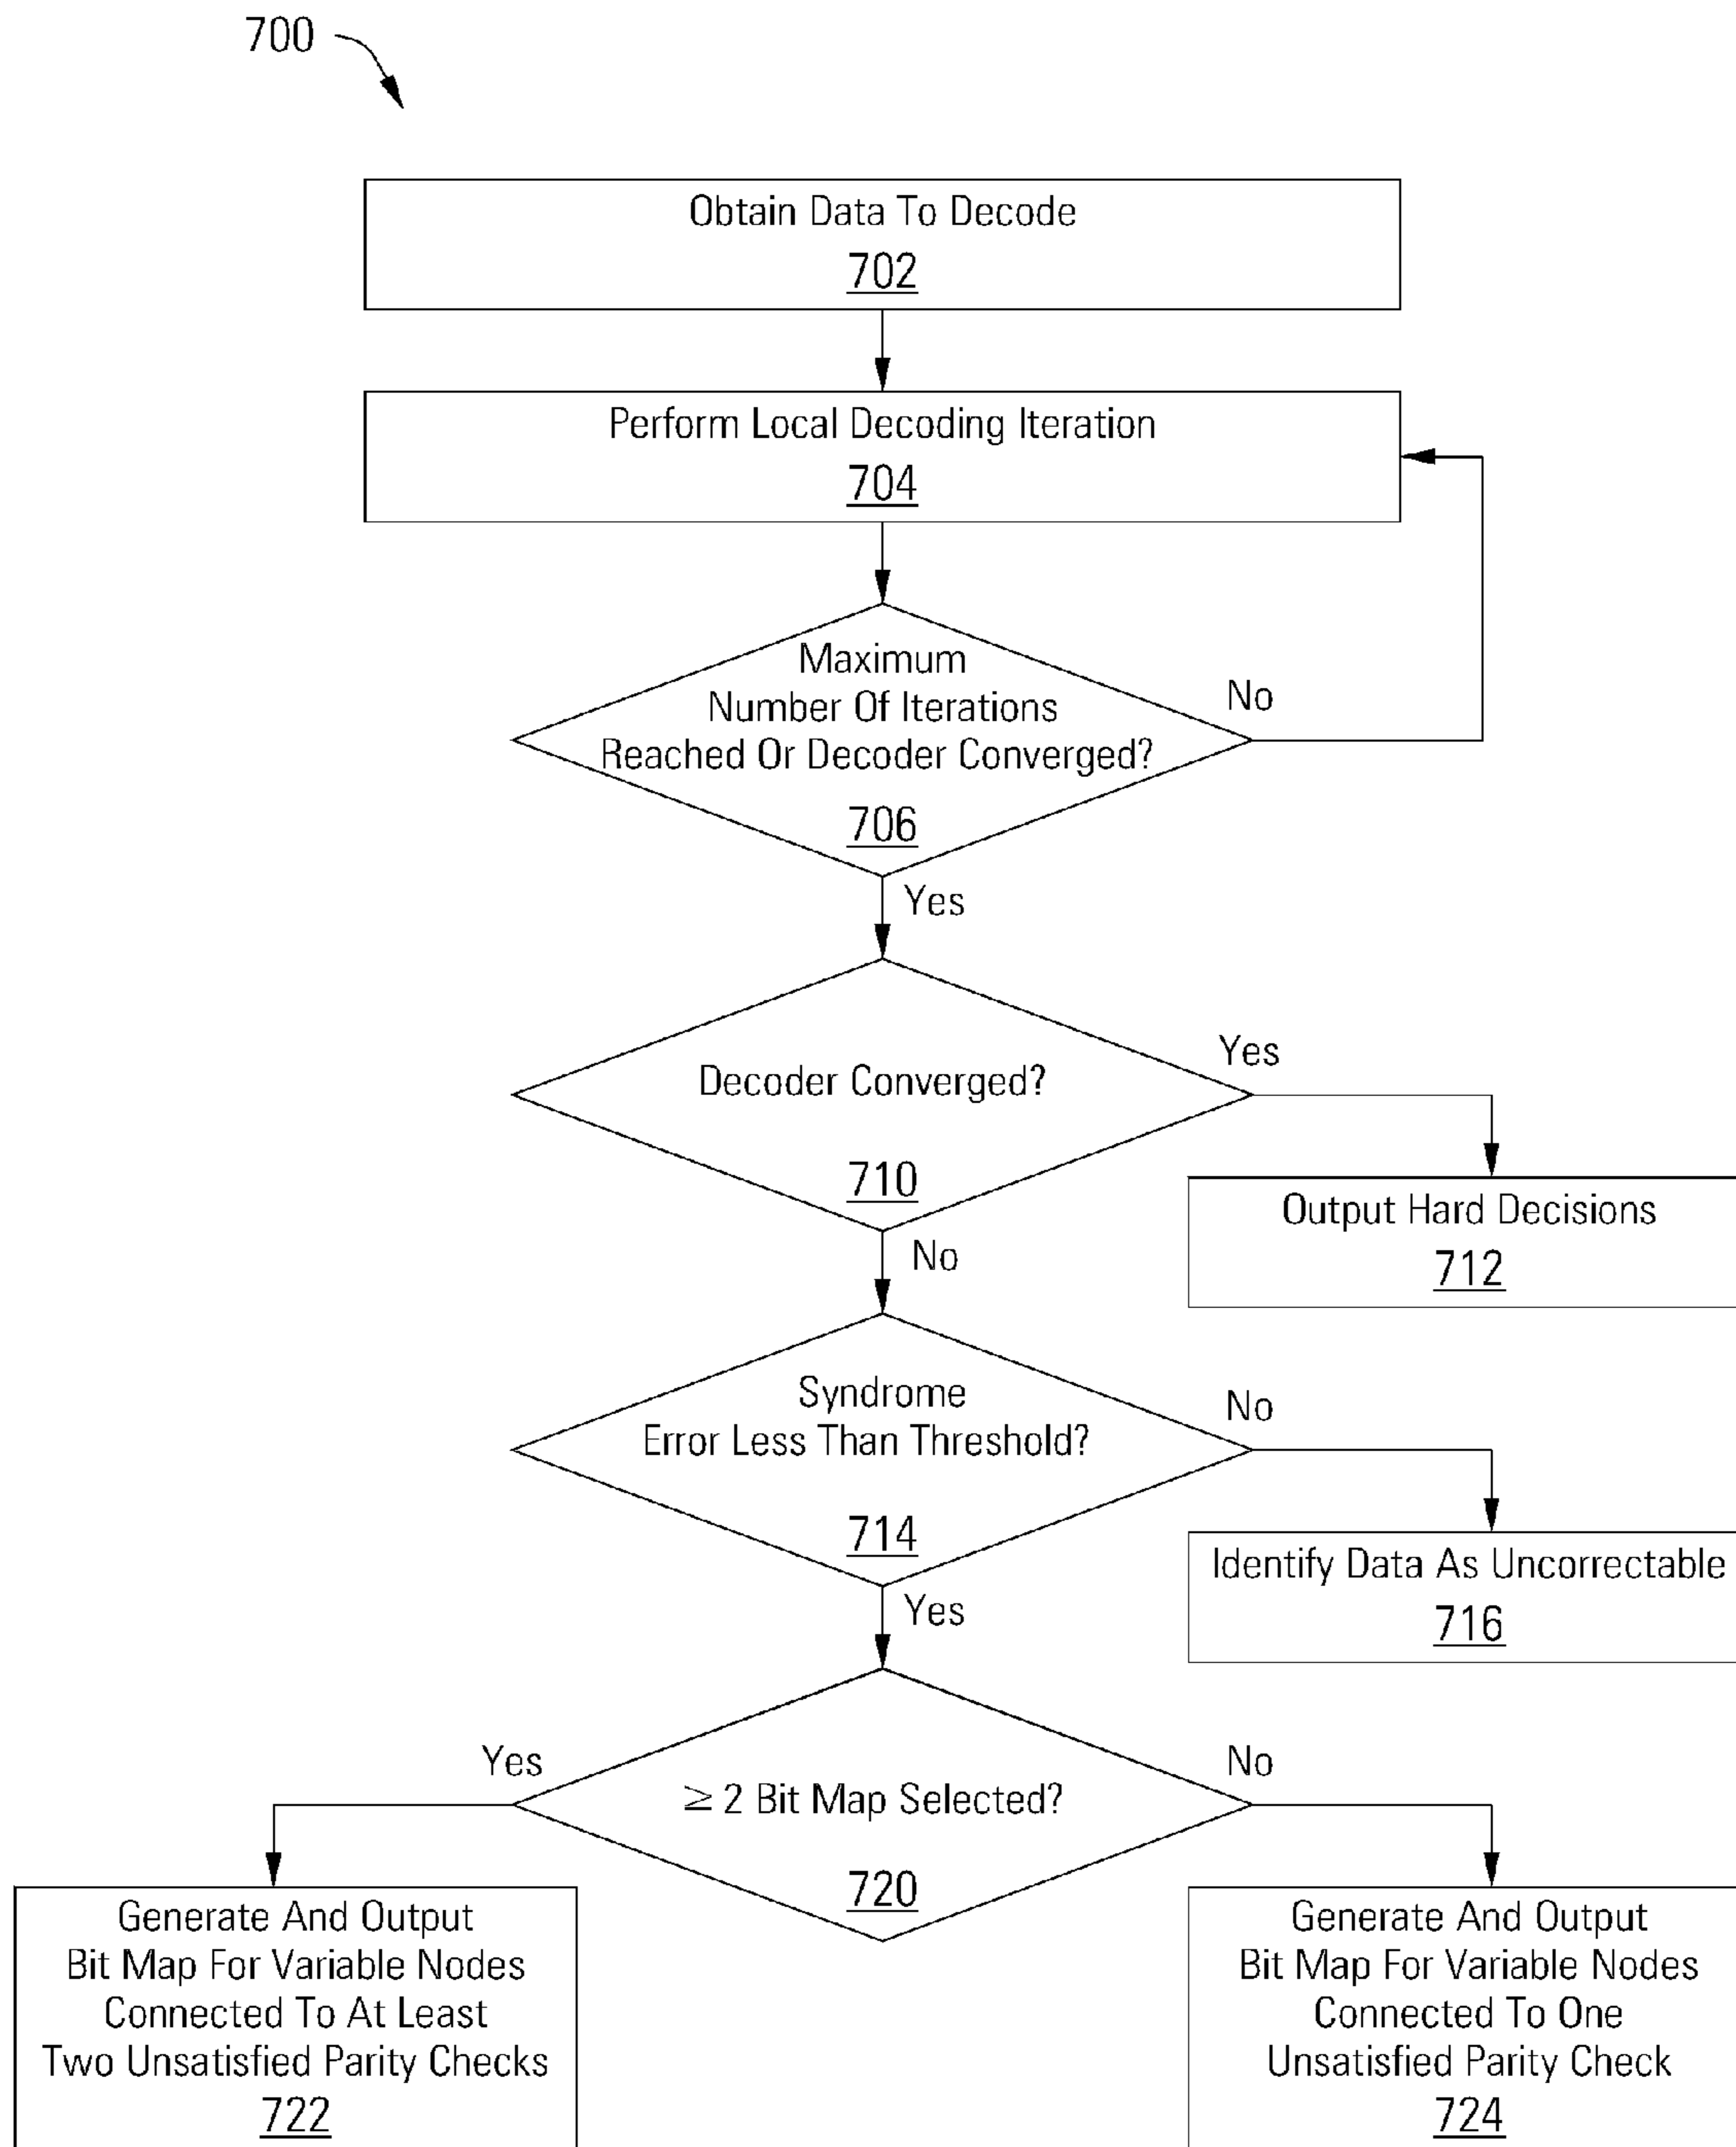 700
Obtain Data To Decode
702
Perform Local Decoding Iteration
704
Maximum
Number Of Iterations
Reached Or Decoder Converged?
706
No
Yes
Decoder Converged?
710
Yes
No
Output Hard Decisions
712
Syndrome
Error Less Than Threshold?
714
No
Yes
Identify Data As Uncorrectable
716
≥ 2 Bit Map Selected?
720
Yes
No
Generate And Output
Bit Map For Variable Nodes
Connected To At Least
Two Unsatisfied Parity Checks
722
Generate And Output
Bit Map For Variable Nodes
Connected To One
Unsatisfied Parity Check
724